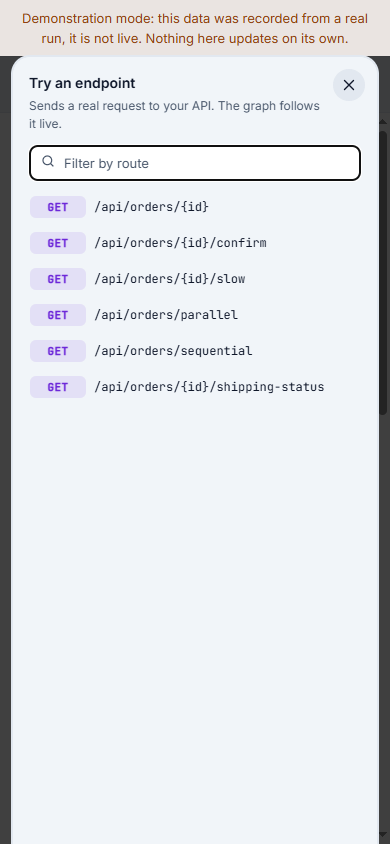 Demonstration mode: this data was recorded from a real
run, it is not live. Nothing here updates on its own.
Try an endpoint
Sends a real request to your API. The graph follows
it live.
Filter by route
GET /api/orders/{id}
GET /api/orders/{id}/confirm
GET /api/orders/{id}/slow
GET /api/orders/parallel
GET /api/orders/sequential
GET /api/orders/{id}/shipping-status